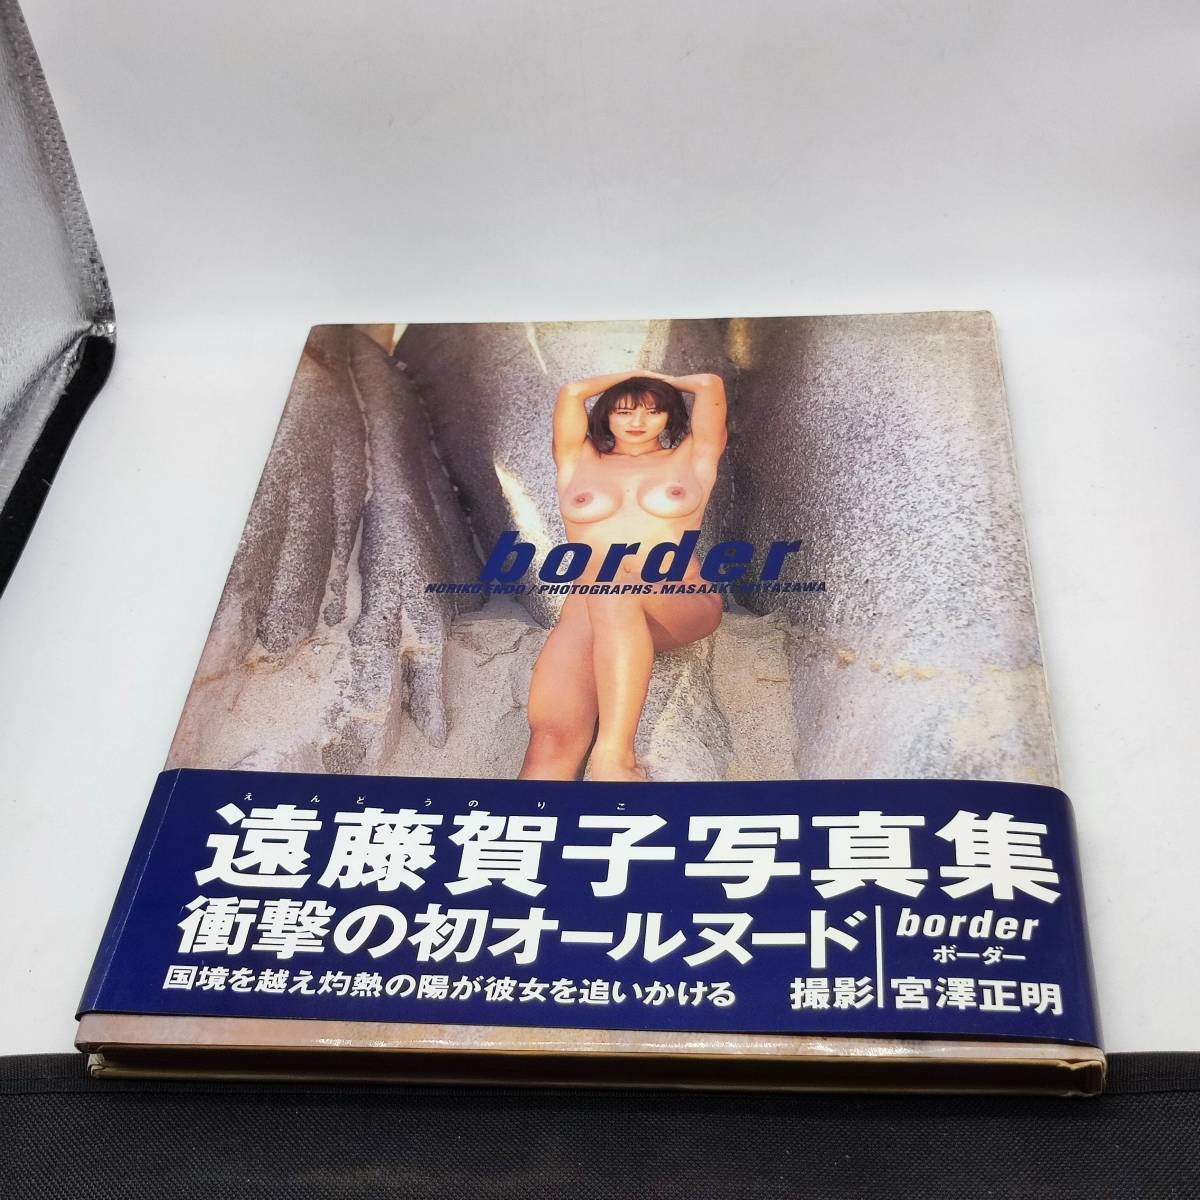 border
NORIKO ENDO / PHOTOGRAPHS. MASAAKI MIYAZAWA
えんどうのりこ
遠藤賀子写真集
衝撃の初オールヌード
border
ボーダー
国境を越え灼熱の陽が彼女を追いかける
撮影 宮澤正明